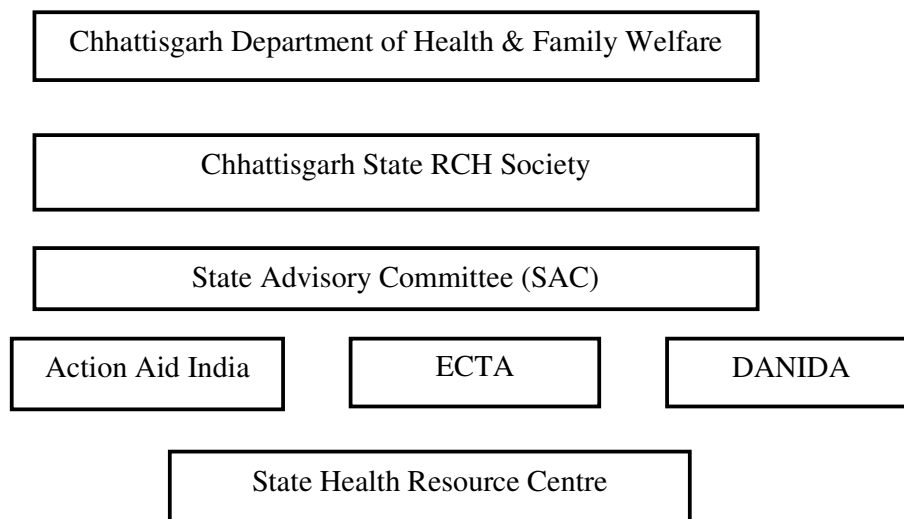 Chhattisgarh Department of Health & Family Welfare
Chhattisgarh State RCH Society
State Advisory Committee (SAC)
Action Aid India
ECTA
DANIDA
State Health Resource Centre